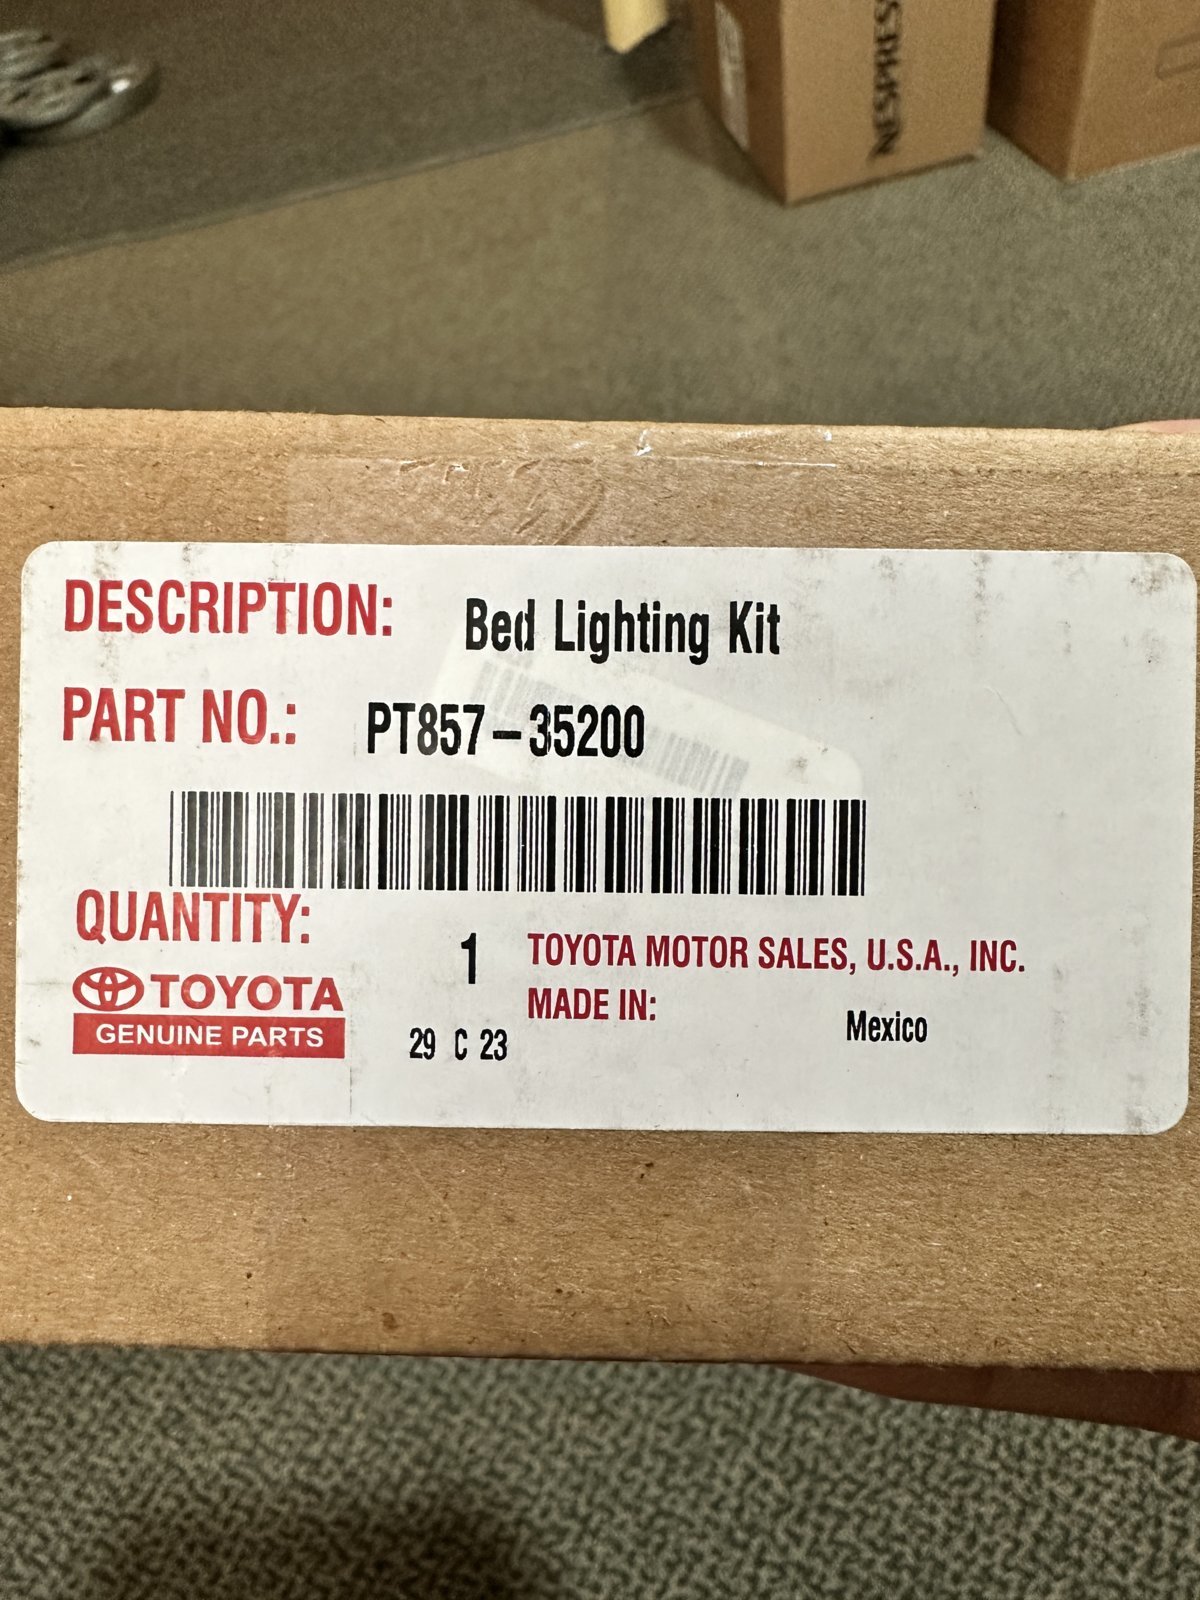 NESPRES
DESCRIPTION: Bed Lighting Kit
PART NO.: PT857-35200
QUANTITY: 1
TOYOTA MOTOR SALES, U.S.A., INC.
MADE IN: Mexico
TOYOTA
GENUINE PARTS
29 C 23